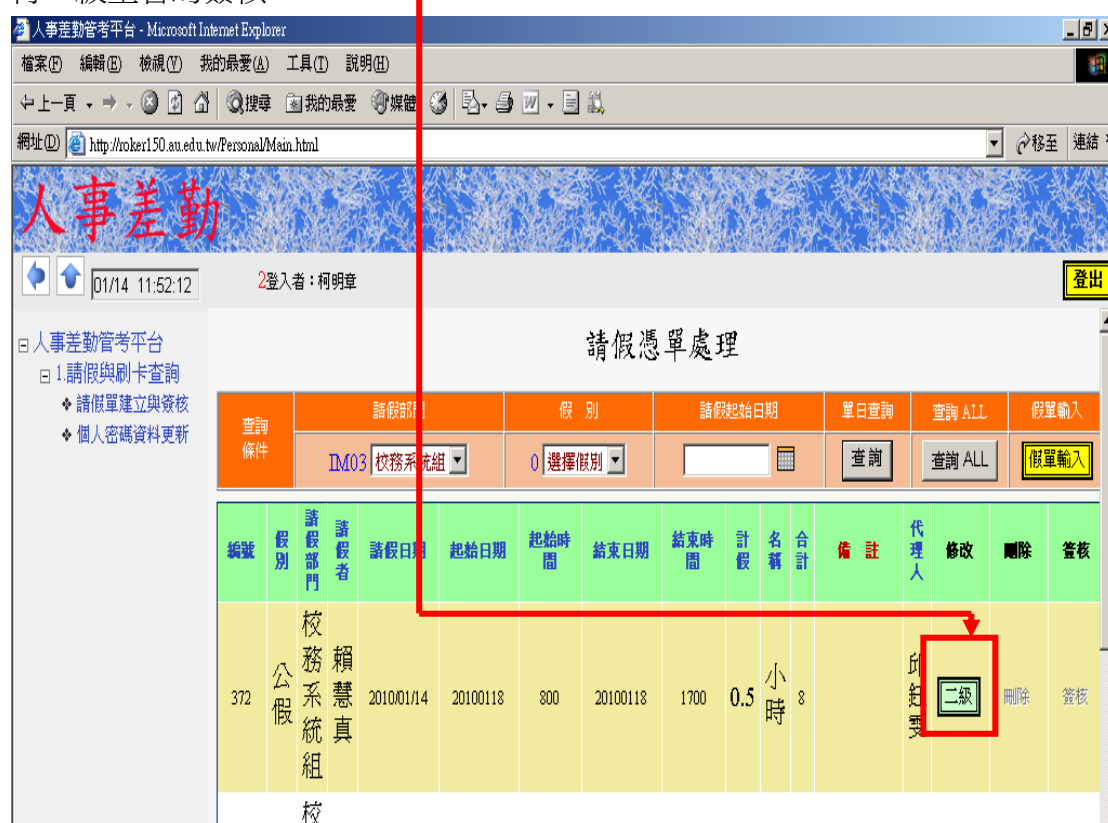 人事差勤管考平台 - Microsoft Internet Explorer
檔案(F) 編輯(E) 檢視(V) 我的最愛(A) 工具(T) 說明(H)
上一頁 搜尋 我的最愛 媒體
網址(D) http://roker150.au.edu.tw/Personal/Main.html 移至 連結
人事差勤
01/14 11:52:12 2登入者：柯明章 登出
人事差勤管考平台
1.請假與刷卡查詢
請假單建立與簽核
個人密碼資料更新
請假憑單處理
查詢條件 請假部門 假 別 請假起始日期 單日查詢 查詢 ALL 假單輸入
IM03 校務系統組 0 選擇假別 查詢 查詢 ALL 假單輸入
編號 假別 請假部門 請假者 請假日期 起始日期 起始時間 結束日期 結束時間 計假 名稱 合計 備 註 代理人 修改 刪除 簽核
372 公假 校務系統組 賴慧真 2010/01/14 20100118 800 20100118 1700 0.5 小時 8 邱鈺雯 二級 刪除 簽核
校